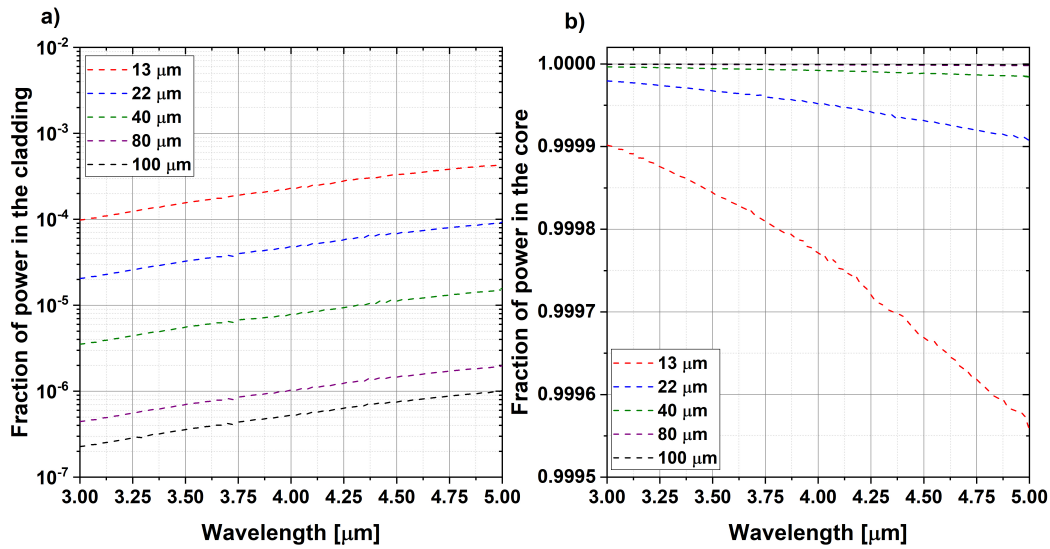 a)
Fraction of power in the cladding
10-2
10-3
10-4
10-5
10-6
10-7
13 μm
22 μm
40 μm
80 μm
100 μm
3.00 3.25 3.50 3.75 4.00 4.25 4.50 4.75 5.00
Wavelength [μm]
b)
Fraction of power in the core
1.0000
0.9999
0.9998
0.9997
0.9996
0.9995
13 μm
22 μm
40 μm
80 μm
100 μm
3.00 3.25 3.50 3.75 4.00 4.25 4.50 4.75 5.00
Wavelength [μm]